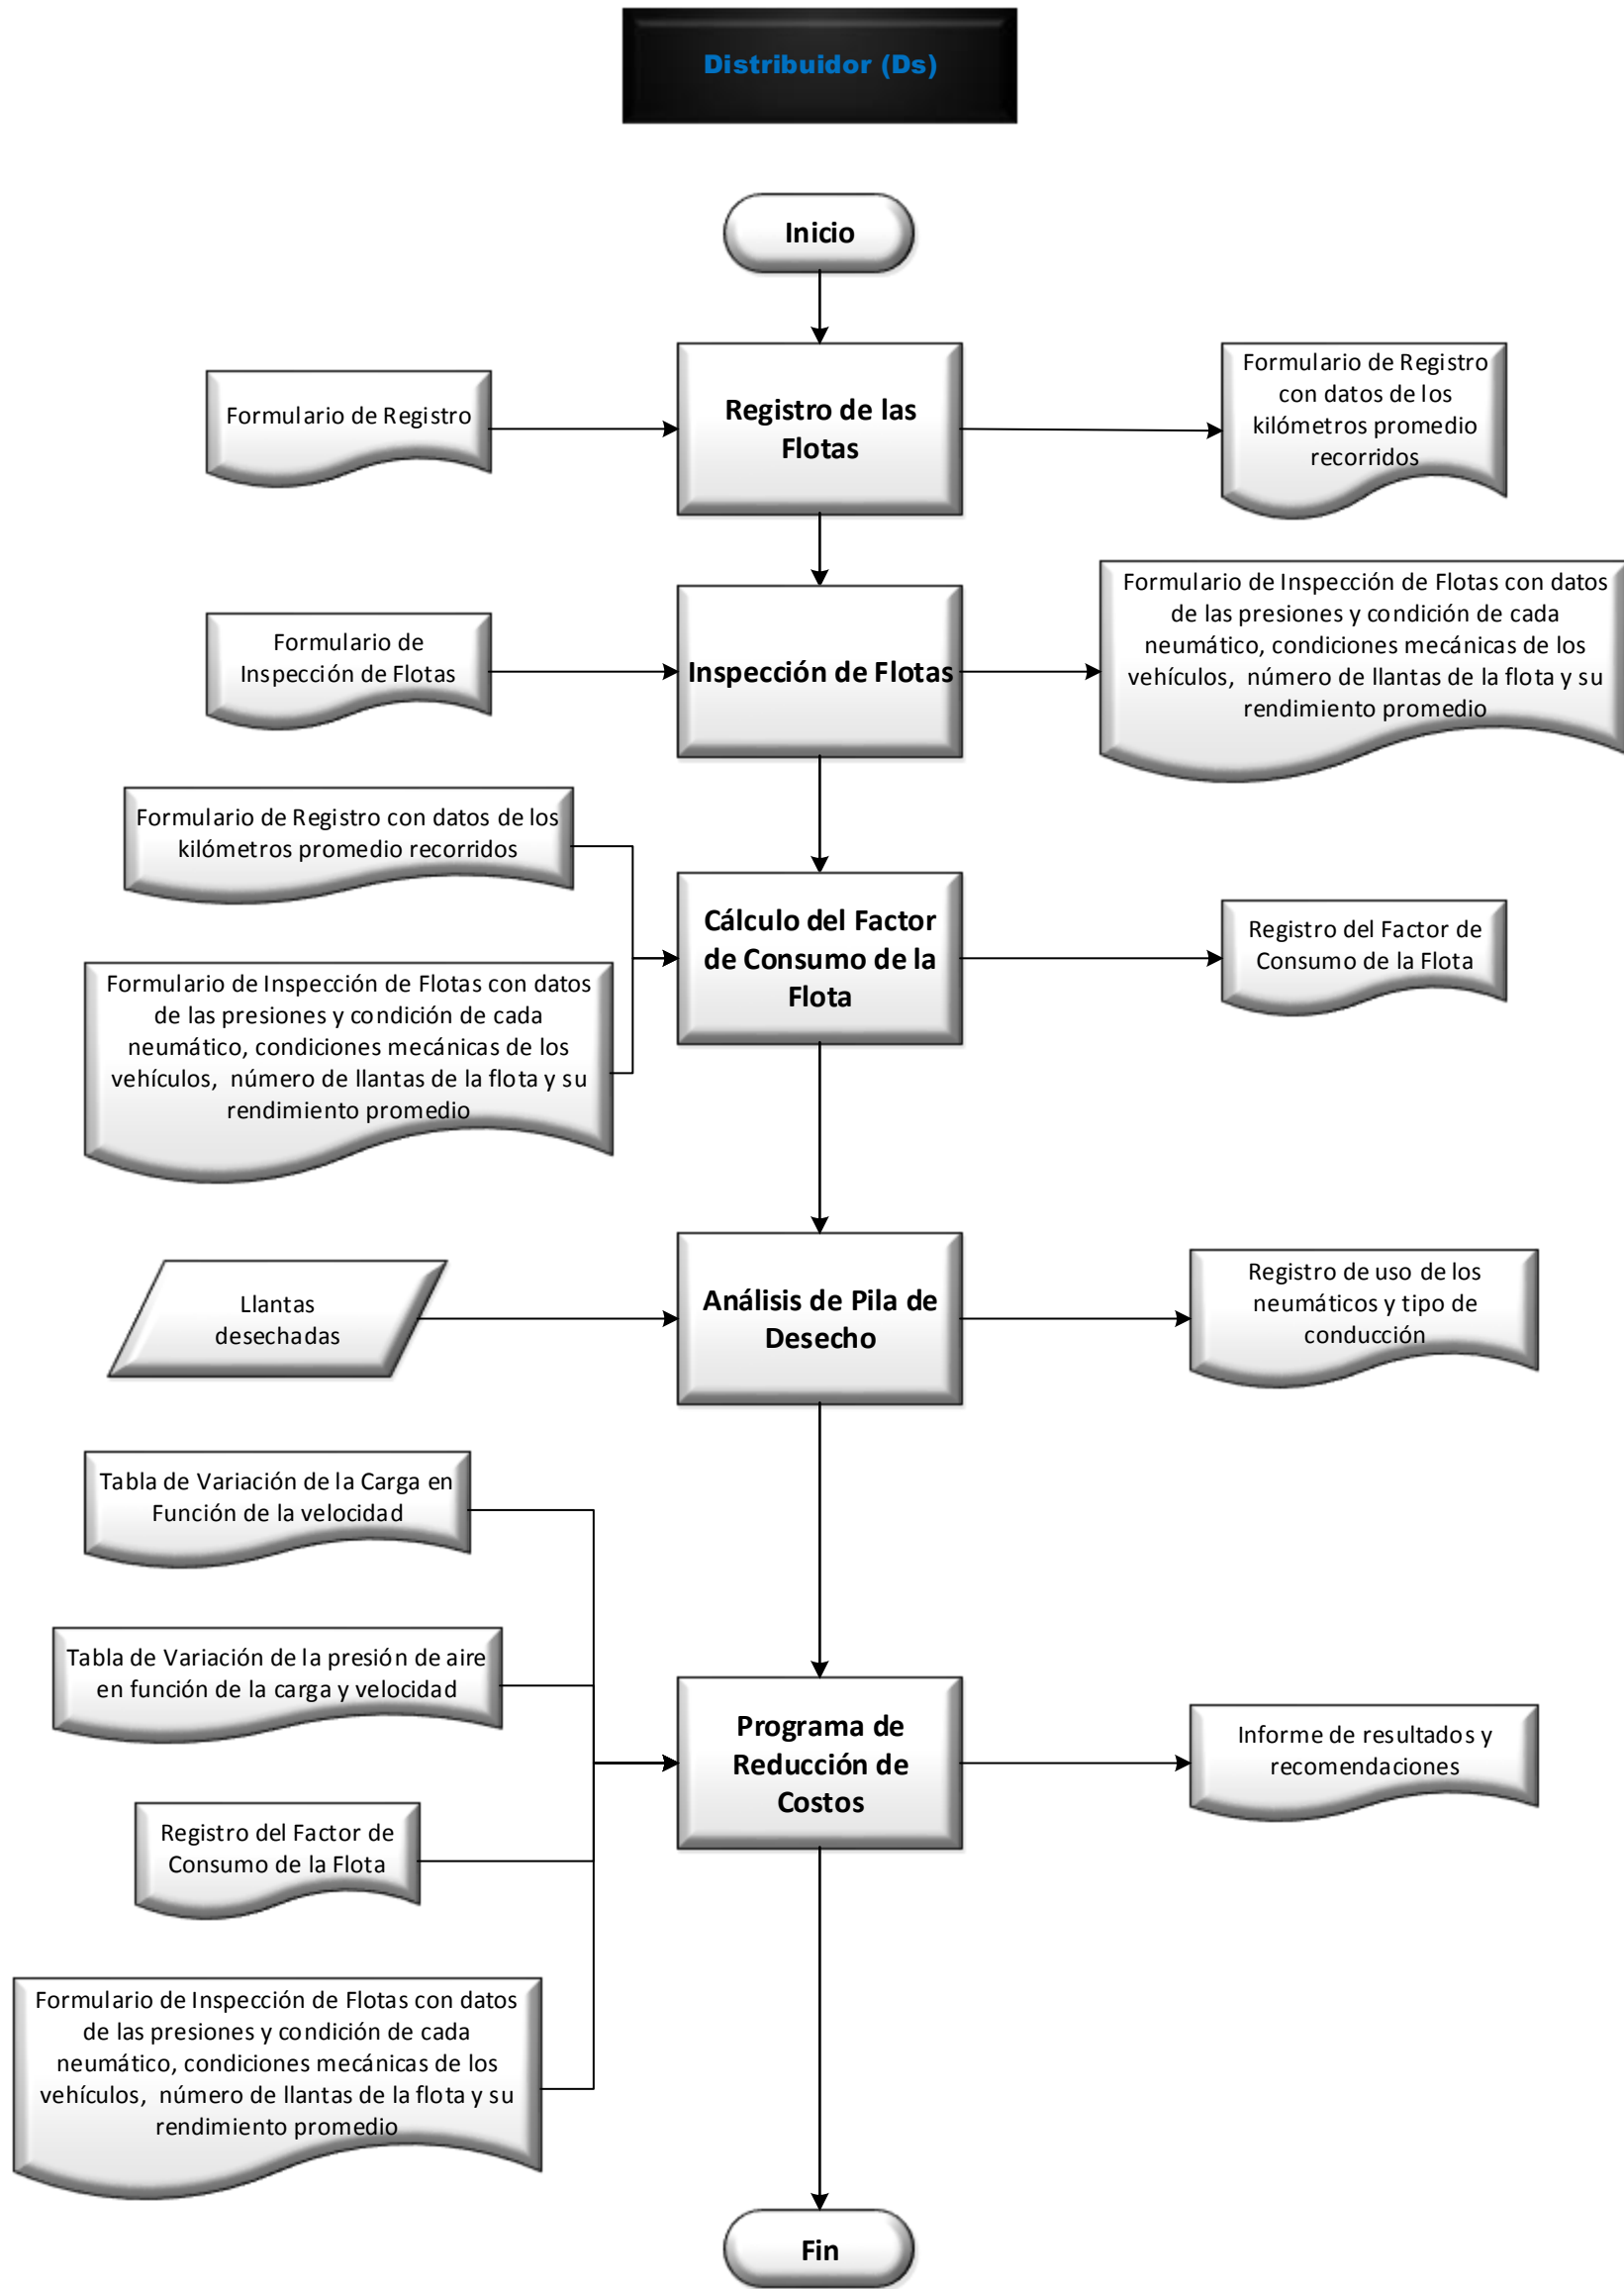 Distribuidor (Ds)
Inicio
Formulario de Registro
Registro de las
Flotas
Formulario de Registro
con datos de los
kilómetros promedio
recorridos
Formulario de
Inspección de Flotas
Inspección de Flotas
Formulario de Inspección de Flotas con datos
de las presiones y condición de cada
neumático, condiciones mecánicas de los
vehículos, número de llantas de la flota y su
rendimiento promedio
Formulario de Registro con datos de los
kilómetros promedio recorridos
Formulario de Inspección de Flotas con datos
de las presiones y condición de cada
neumático, condiciones mecánicas de los
vehículos, número de llantas de la flota y su
rendimiento promedio
Cálculo del Factor
de Consumo de la
Flota
Registro del Factor de
Consumo de la Flota
Llantas
desechadas
Análisis de Pila de
Desecho
Registro de uso de los
neumáticos y tipo de
conducción
Tabla de Variación de la Carga en
Función de la velocidad
Tabla de Variación de la presión de aire
en función de la carga y velocidad
Registro del Factor de
Consumo de la Flota
Formulario de Inspección de Flotas con datos
de las presiones y condición de cada
neumático, condiciones mecánicas de los
vehículos, número de llantas de la flota y su
rendimiento promedio
Programa de
Reducción de
Costos
Informe de resultados y
recomendaciones
Fin